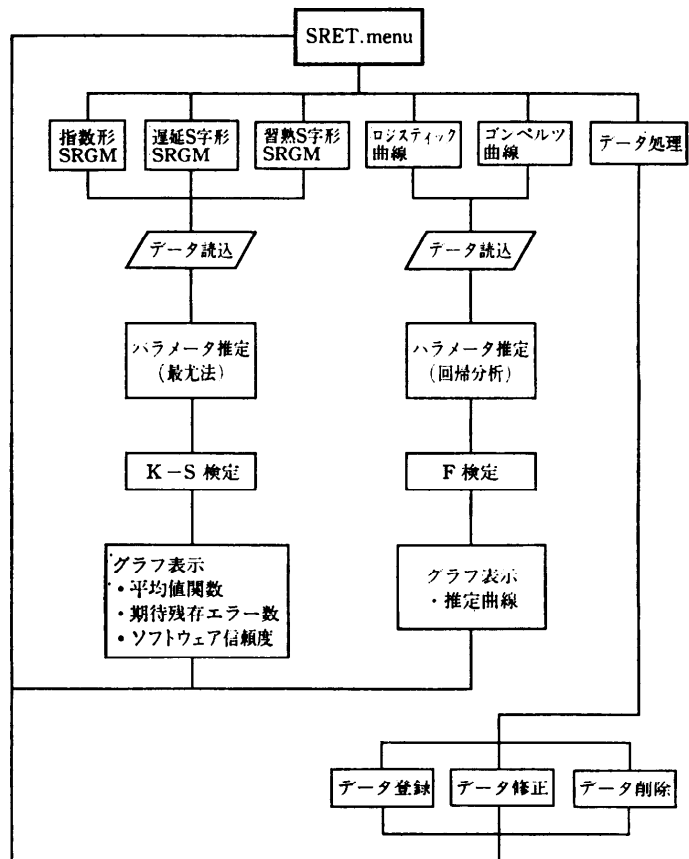 SRET.menu
指数形
SRGM
遅延S字形
SRGM
習熟S字形
SRGM
ロジスティック
曲線
ゴンペルツ
曲線
データ処理
データ読込
データ読込
パラメータ推定
(最尤法)
パラメータ推定
(回帰分析)
K-S 検定
F 検定
グラフ表示
・平均値関数
・期待残存エラー数
・ソフトウェア信頼度
グラフ表示
・推定曲線
データ登録
データ修正
データ削除